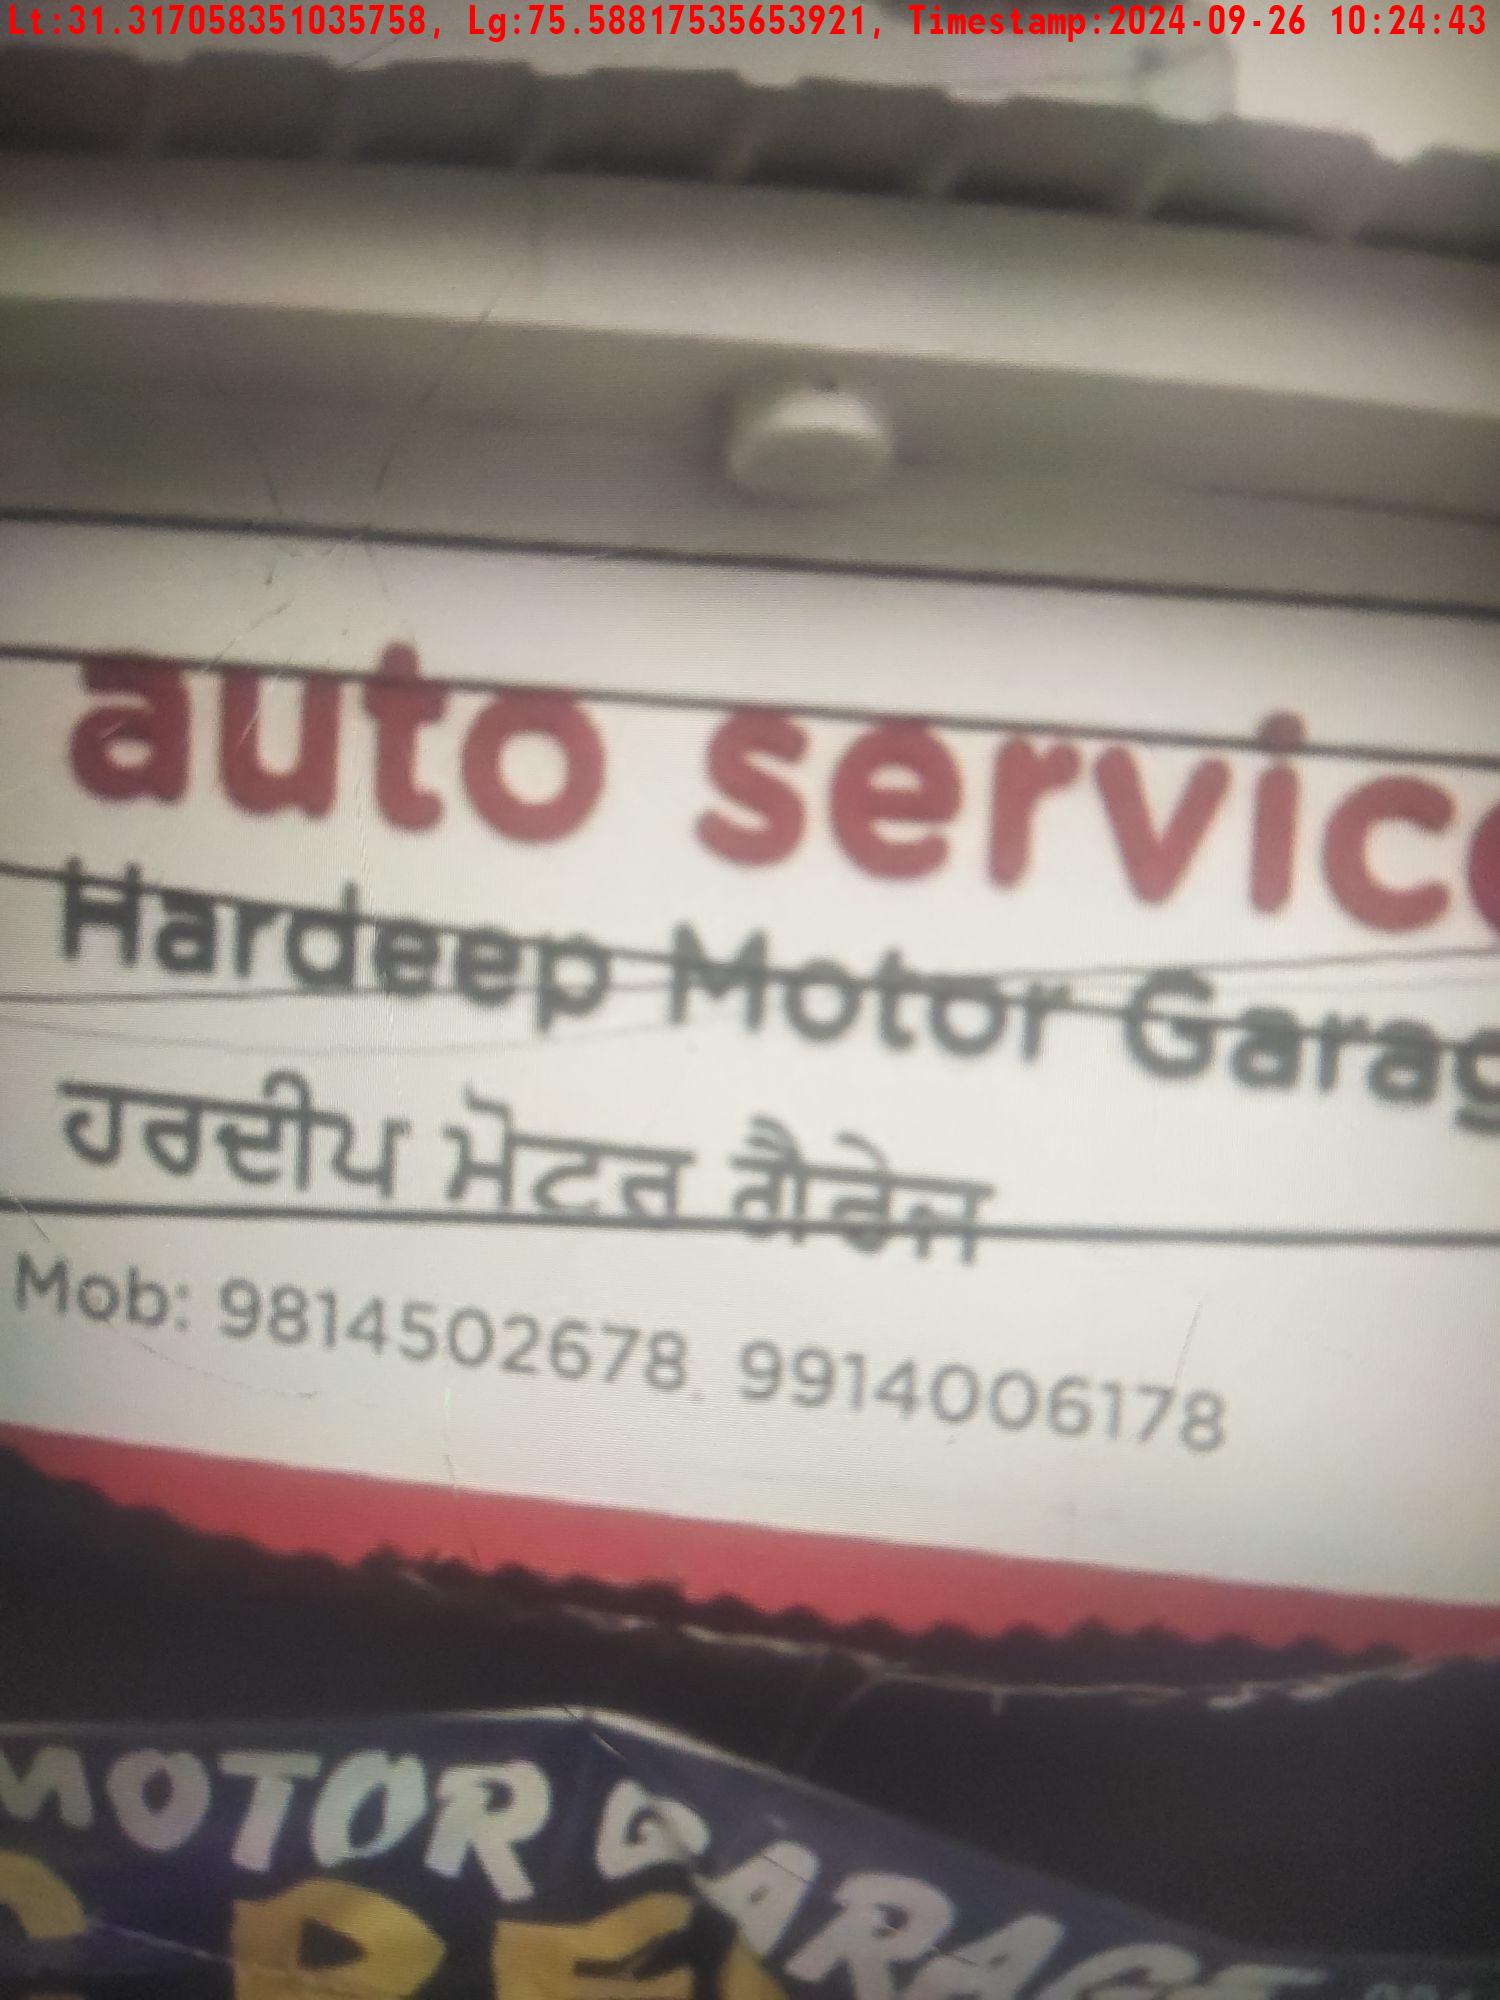 Lt:31.317058351035758, Lg:75.58817535653921, Timestamp:2024-09-26 10:24:43
auto service
Hardeep Motor Garag
ਹਰਦੀਪ ਮੋਟਰ ਗੈਰੇਜ
Mob: 9814502678, 9914006178
MOTOR GARAGE